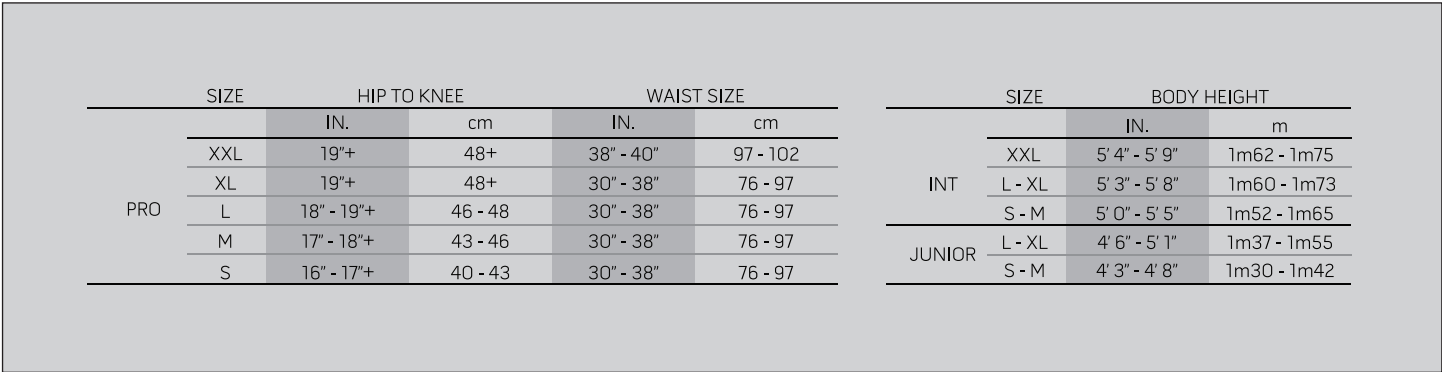 SIZE HIP TO KNEE WAIST SIZE
IN. cm IN. cm
XXL 19”+ 48+ 38” - 40” 97 - 102
XL 19”+ 48+ 30” - 38” 76 - 97
PRO L 18” - 19”+ 46 - 48 30” - 38” 76 - 97
M 17” - 18”+ 43 - 46 30” - 38” 76 - 97
S 16” - 17”+ 40 - 43 30” - 38” 76 - 97
SIZE BODY HEIGHT
IN. m
XXL 5’ 4” - 5’ 9” 1m62 - 1m75
INT L - XL 5’ 3” - 5’ 8” 1m60 - 1m73
S - M 5’ 0” - 5’ 5” 1m52 - 1m65
JUNIOR L - XL 4’ 6” - 5’ 1” 1m37 - 1m55
S - M 4’ 3” - 4’ 8” 1m30 - 1m42